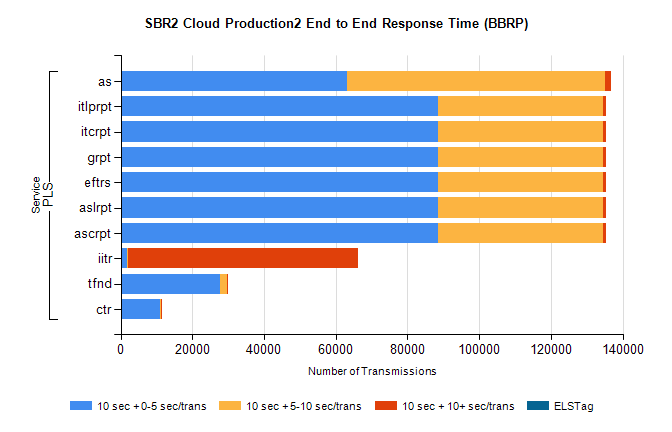 SBR2 Cloud Production2 End to End Response Time (BBRP)
Service
PLS
as
itlprpt
itcrpt
grpt
eftrs
aslrpt
ascrpt
iitr
tfnd
ctr
0 20000 40000 60000 80000 100000 120000 140000
Number of Transmissions
10 sec +0-5 sec/trans 10 sec +5-10 sec/trans 10 sec + 10+ sec/trans ELSTag